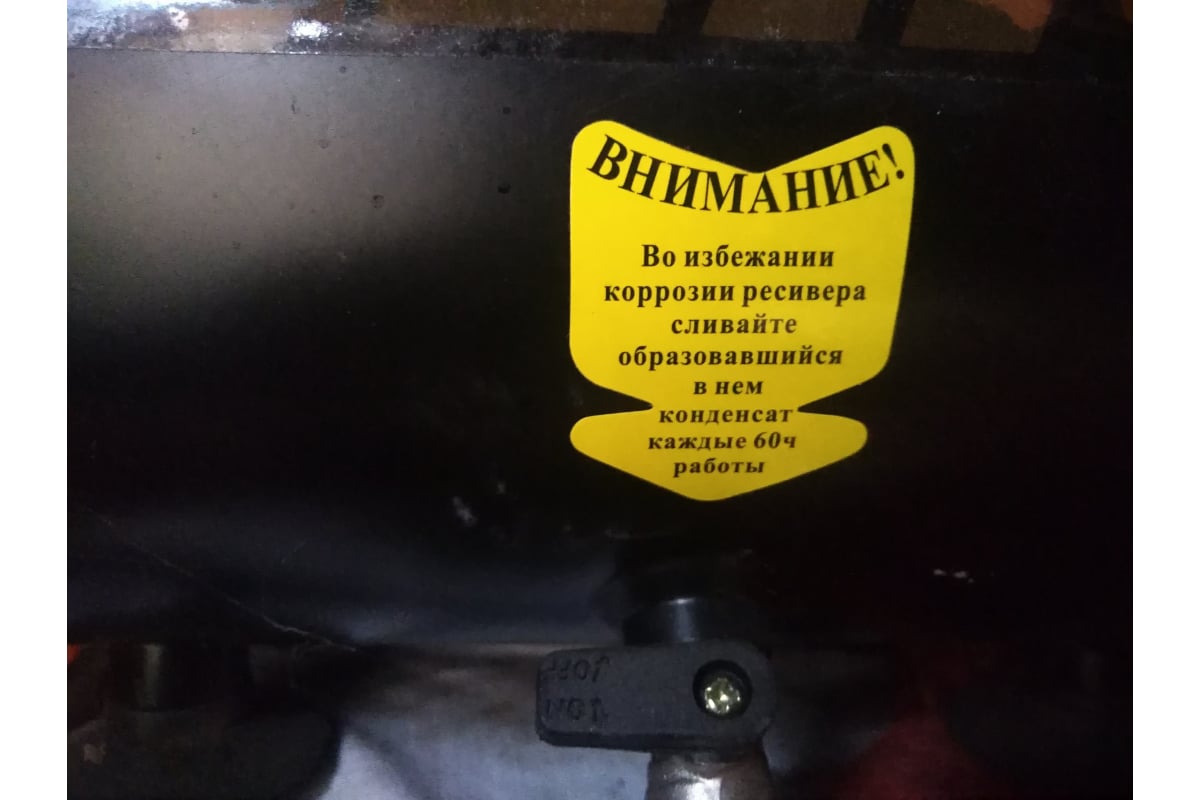 ВНИМАНИЕ!
Во избежании
коррозии ресивера
сливайте
образовавшийся
в нем
конденсат
каждые 60ч
работы